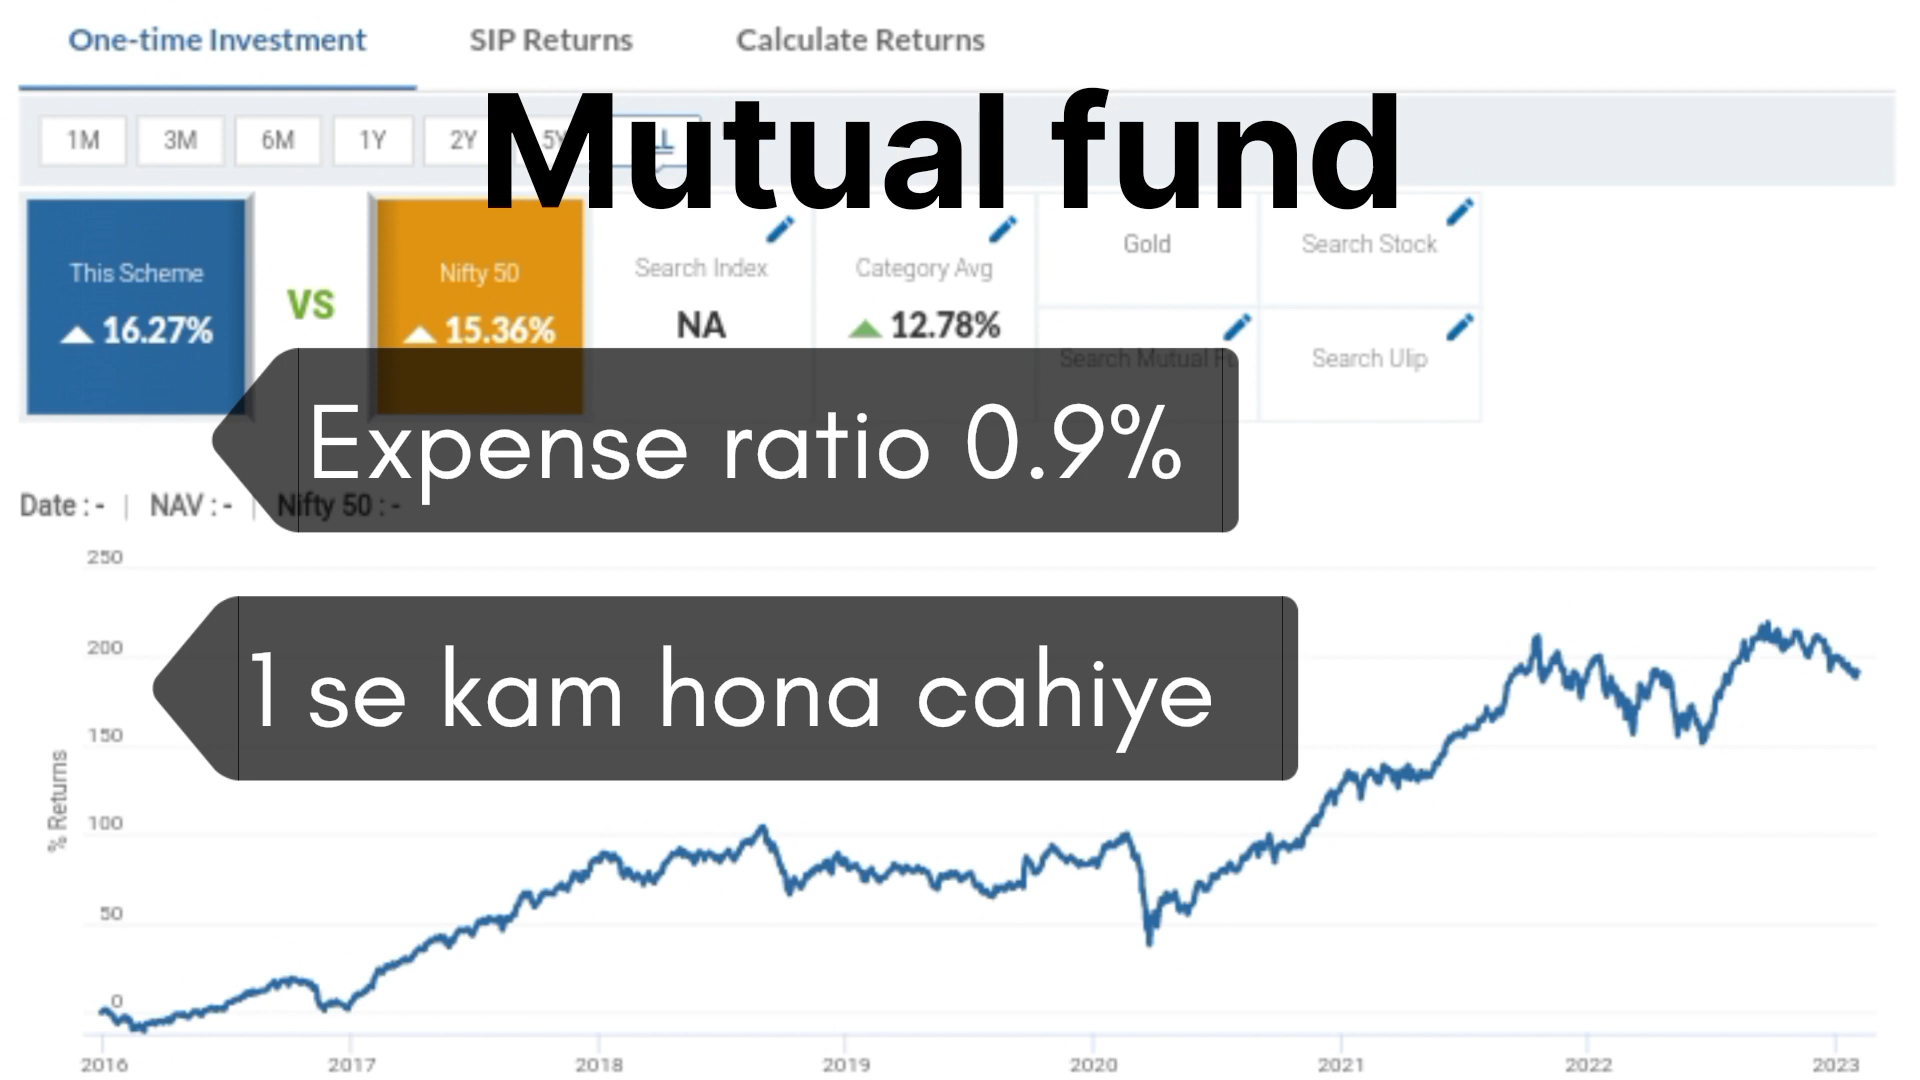 One-time Investment SIP Returns Calculate Returns
Mutual fund
1M 3M 6M 1Y 2Y 5Y
This Scheme
16.27%
VS
Nifty 50
15.36%
Search Index
NA
Category Avg
12.78%
Gold
Search Stock
Search Mutual
Search Ulip
Expense ratio 0.9%
Date : - | NAV : - | Nifty 50 : -
1 se kam hona cahiye
% Returns
250
200
150
100
50
0
2016 2017 2018 2019 2020 2021 2022 2023